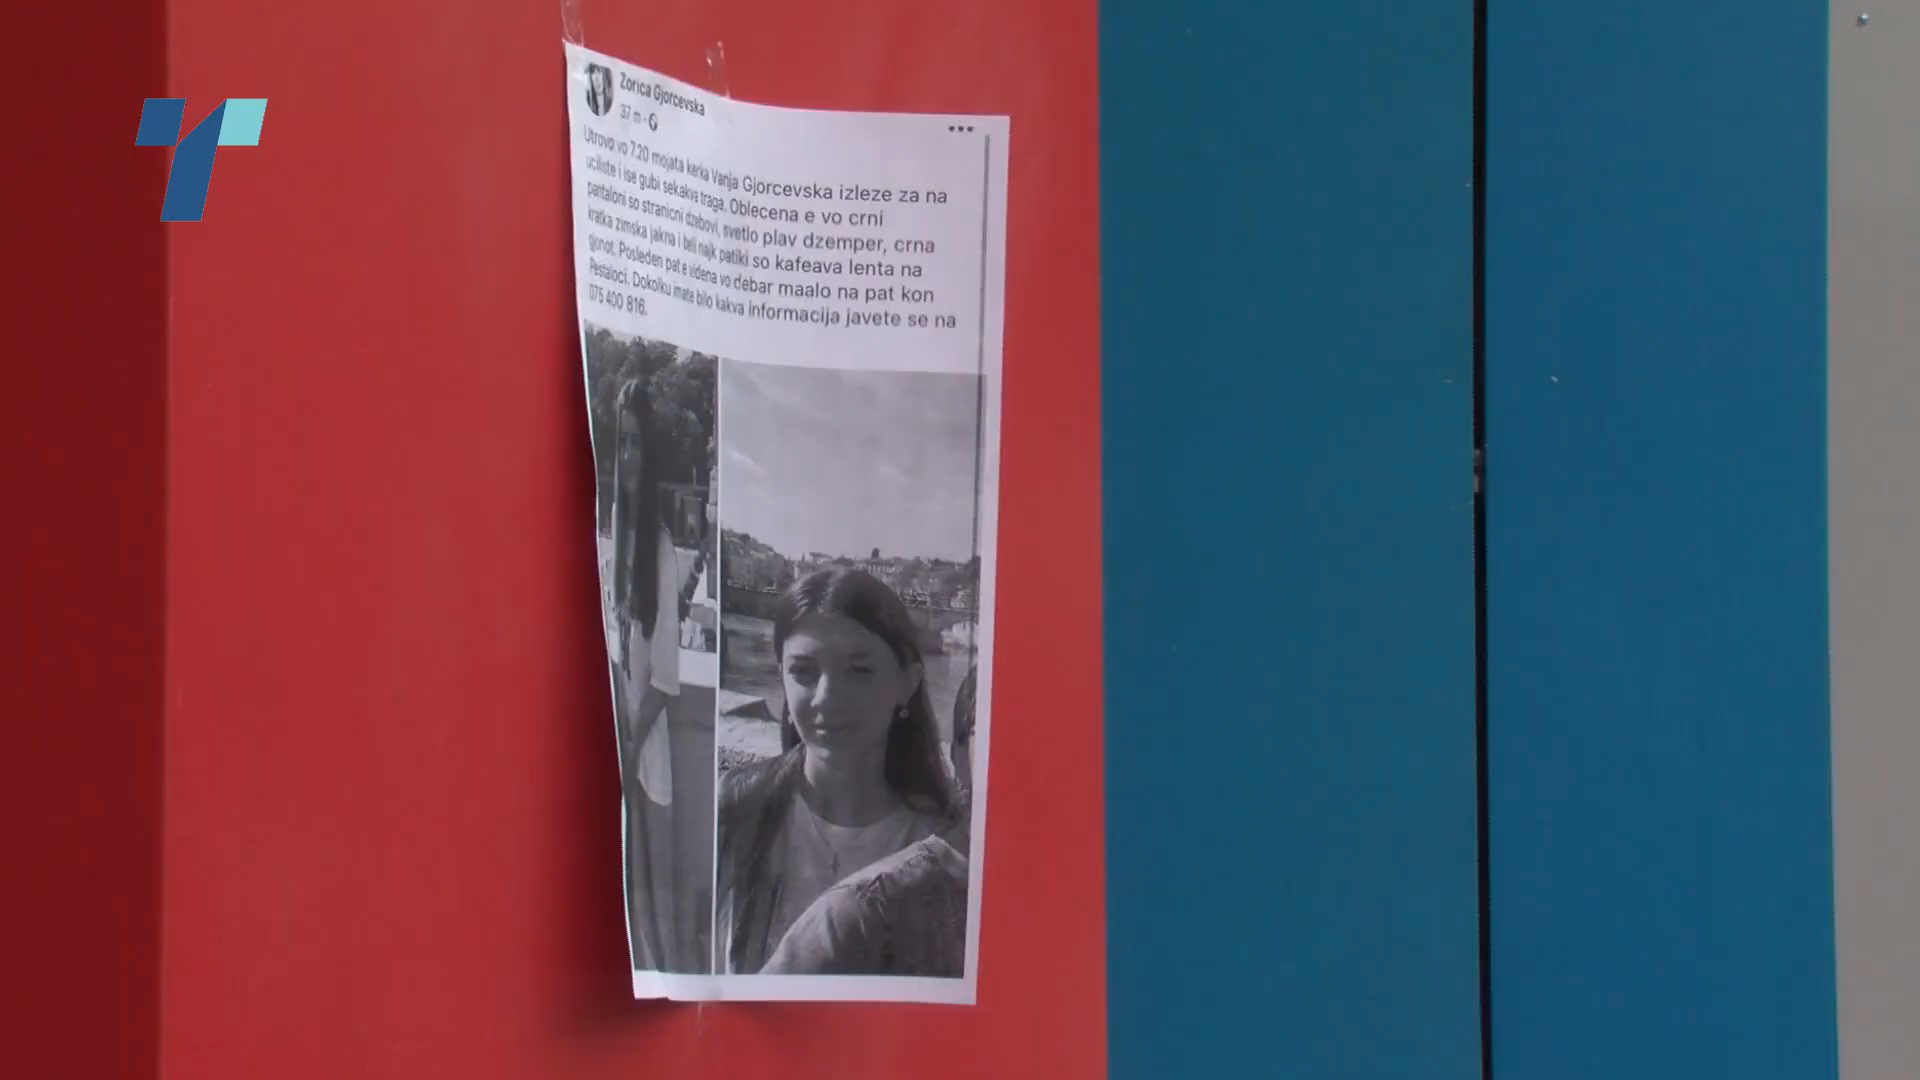 Zorica Gjorcevska
37 m
Utrovo vo 7.20 mojata kerka Vanja Gjorcevska izleze za na
uciliste i ise gubi sekakva traga. Oblecena e vo crni
pantaloni so stranicni dzebovi, svetlo plav dzemper, crna
kratka zimska jakna i beli najk patiki so kafeava lenta na
gjonot. Posleden pat e videna vo debar maalo na pat kon
Pestaloci. Dokolku imate bilo kakva informacija javete se na
075 400 816.